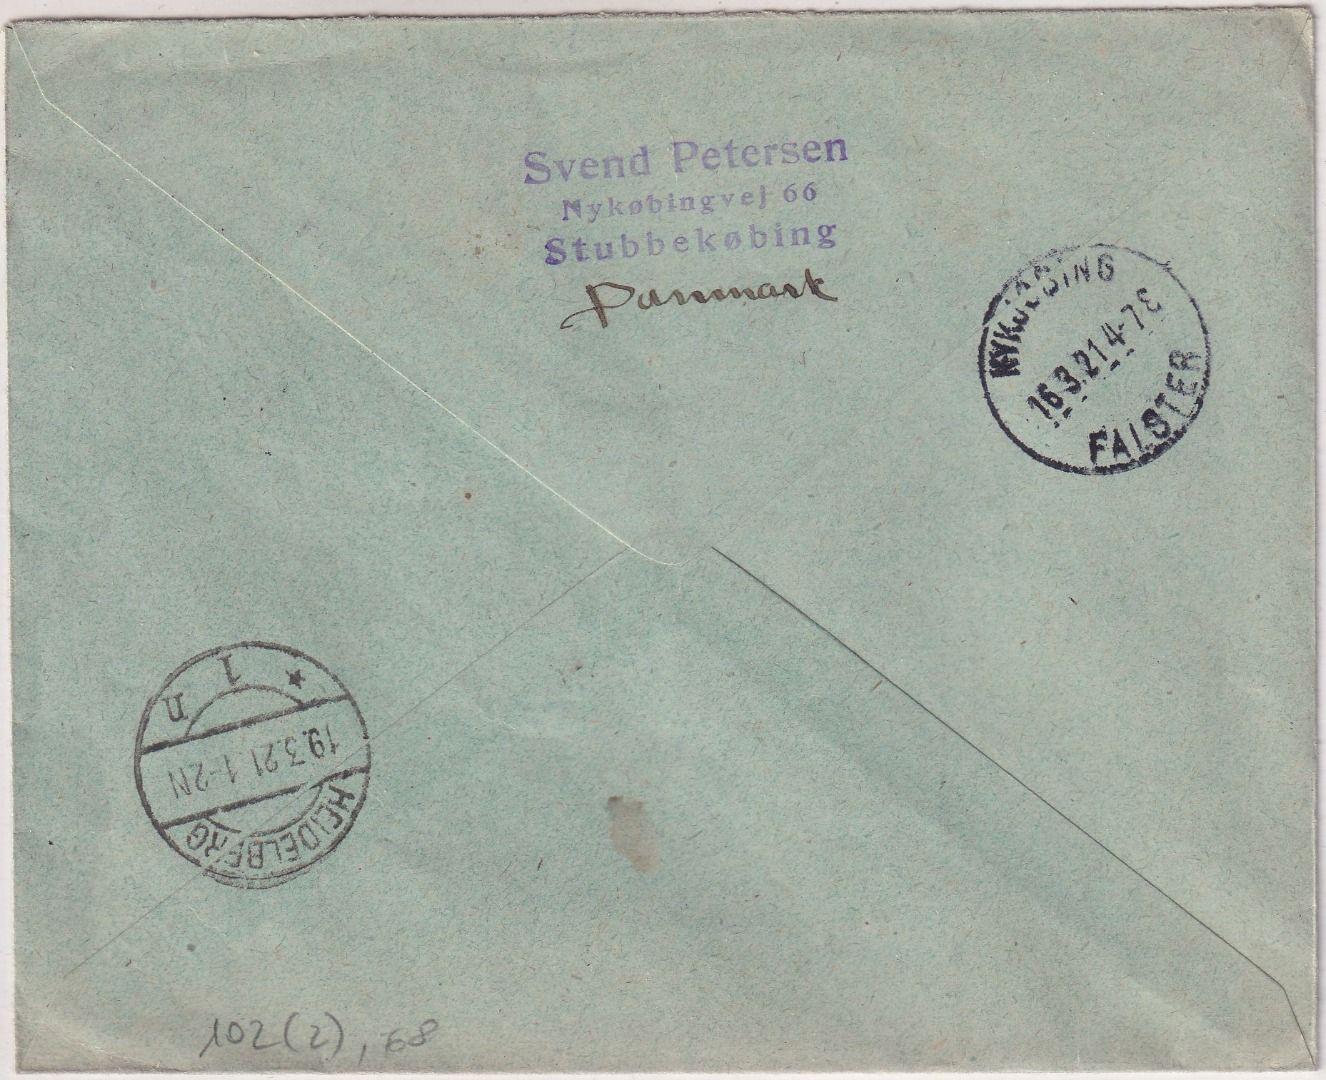 Svend Petersen
Nykøbingvej 66
Stubbekøbing
Danmark
NYKJØBING
16.3.21 4-7E
FALSTER
* 1 n
19.3.21 1-2N
HEIDELBERG
102(2), 68